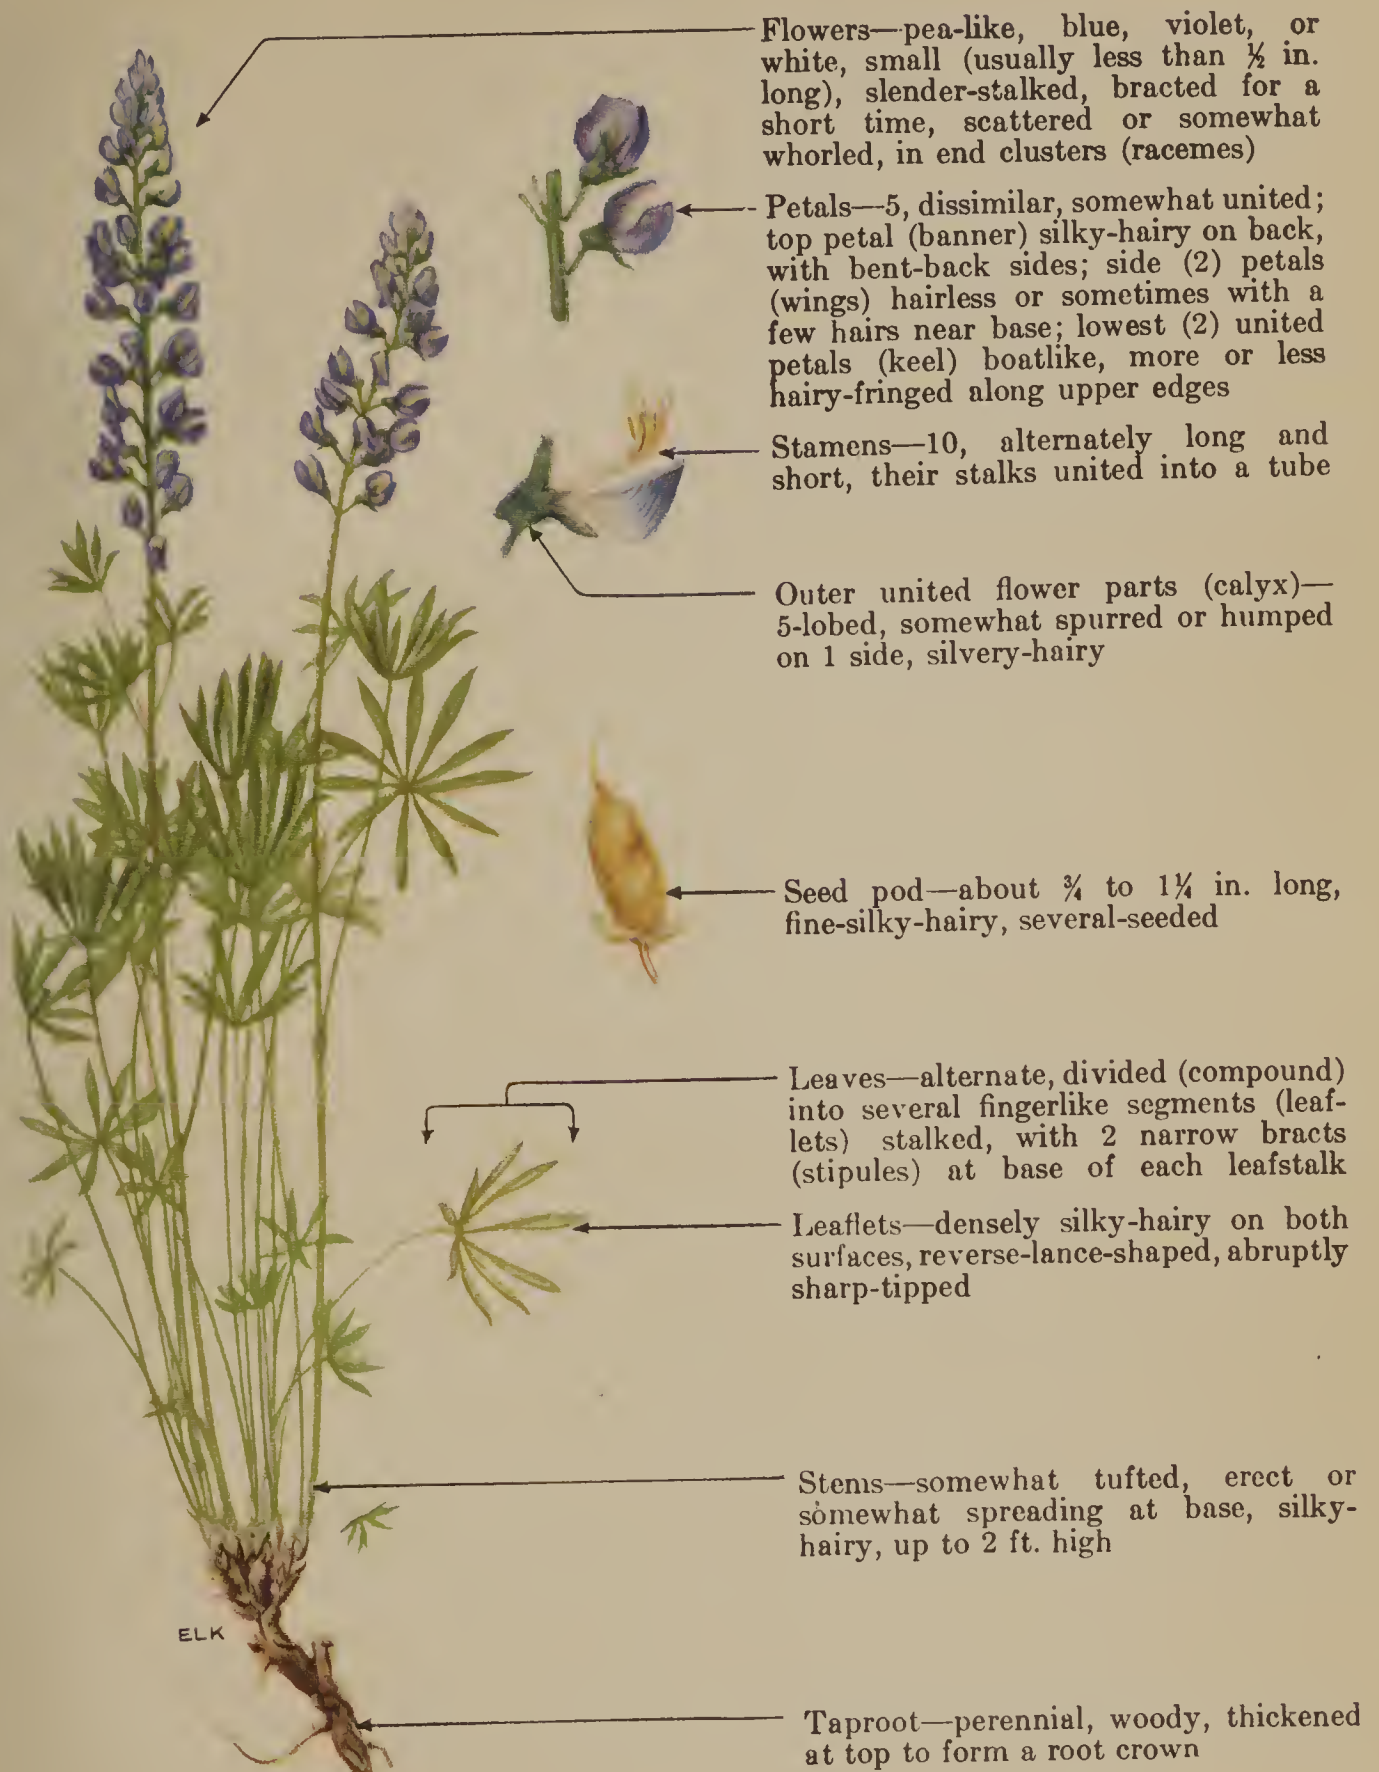 Flowers—pea-like, blue, violet, or
white, small (usually less than ½ in.
long), slender-stalked, bracted for a
short time, scattered or somewhat
whorled, in end clusters (racemes)
Petals—5, dissimilar, somewhat united;
top petal (banner) silky-hairy on back,
with bent-back sides; side (2) petals
(wings) hairless or sometimes with a
few hairs near base; lowest (2) united
petals (keel) boatlike, more or less
hairy-fringed along upper edges
Stamens—10, alternately long and
short, their stalks united into a tube
Outer united flower parts (calyx)—
5-lobed, somewhat spurred or humped
on 1 side, silvery-hairy
Seed pod—about ¾ to 1¼ in. long,
fine-silky-hairy, several-seeded
Leaves—alternate, divided (compound)
into several fingerlike segments (leaf-
lets) stalked, with 2 narrow bracts
(stipules) at base of each leafstalk
Leaflets—densely silky-hairy on both
surfaces, reverse-lance-shaped, abruptly
sharp-tipped
Stems—somewhat tufted, erect or
somewhat spreading at base, silky-
hairy, up to 2 ft. high
ELK
Taproot—perennial, woody, thickened
at top to form a root crown